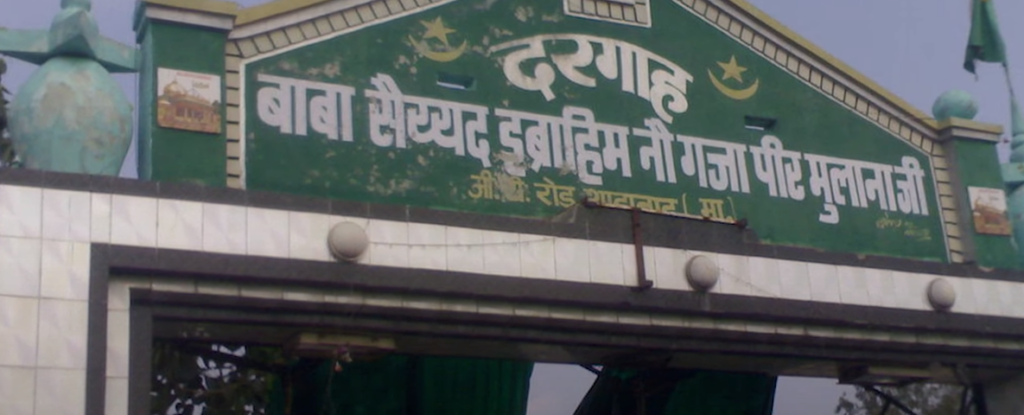 दरगाह
बाबा सैय्यद इब्राहिम नौ गजा पीर मुलानाजी
जी.टी. रोड़ शाहाबाद (मा.)